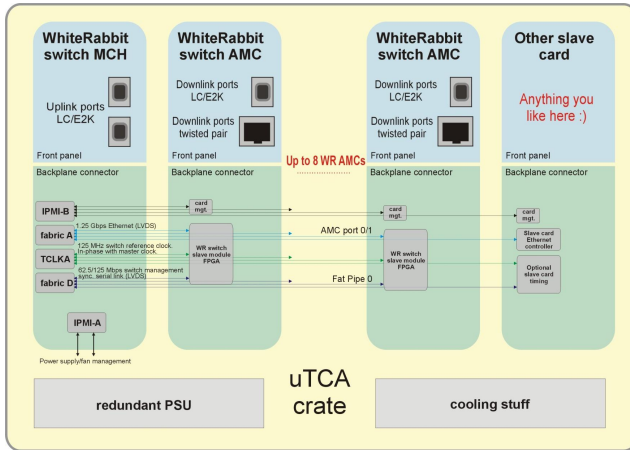 WhiteRabbit
switch MCH
Uplink ports
LC/E2K
Front panel
Backplane connector
WhiteRabbit
switch AMC
Downlink ports
LC/E2K
Downlink ports
twisted pair
Front panel
Backplane connector
Up to 8 WR AMCs
WhiteRabbit
switch AMC
Downlink ports
LC/E2K
Downlink ports
twisted pair
Front panel
Backplane connector
Other slave
card
Anything you
like here :)
Front panel
Backplane connector
IPMI-B
fabric A
TCLKA
fabric D
IPMI-A
Power supply/fan management
1.25 Gbps Ethernet (LVDS)
125 MHz switch reference clock.
In-phase with master clock.
62.5/125 Mbps switch management
sync. serial link (LVDS)
card
mgt.
WR switch
slave module
FPGA
AMC port 0/1
Fat Pipe 0
card
mgt.
WR switch
slave module
FPGA
card
mgt.
Slave card
Ethernet
controller
Optional
slave card
timing
redundant PSU
uTCA
crate
cooling stuff